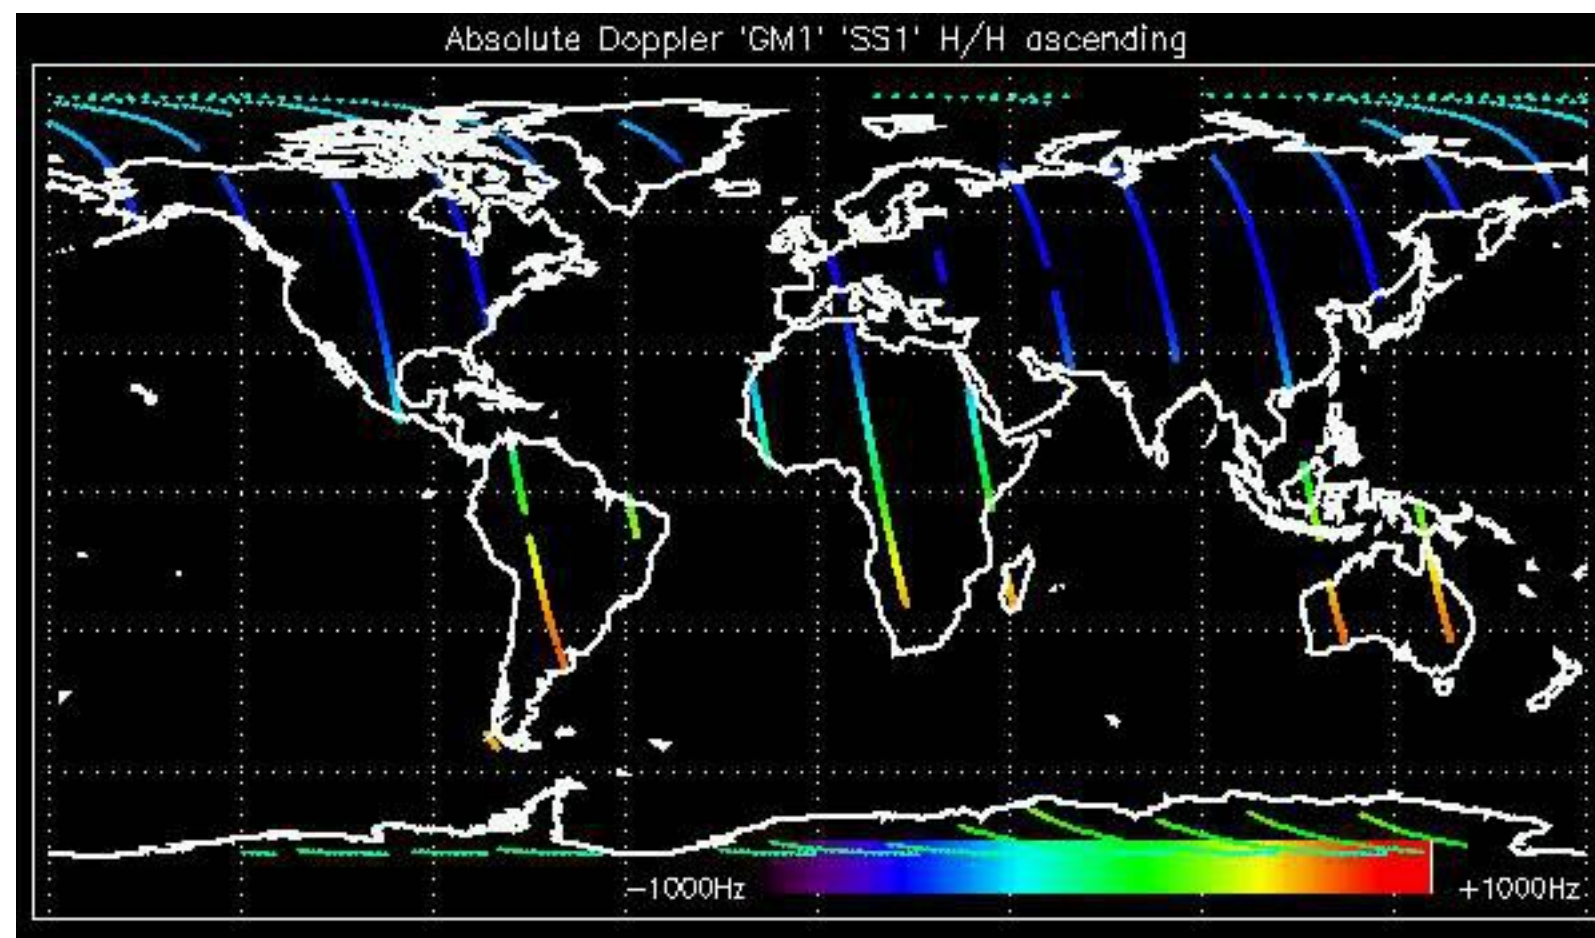 Absolute Doppler 'GM1' 'SS1' H/H ascending
−1000Hz
+1000Hz